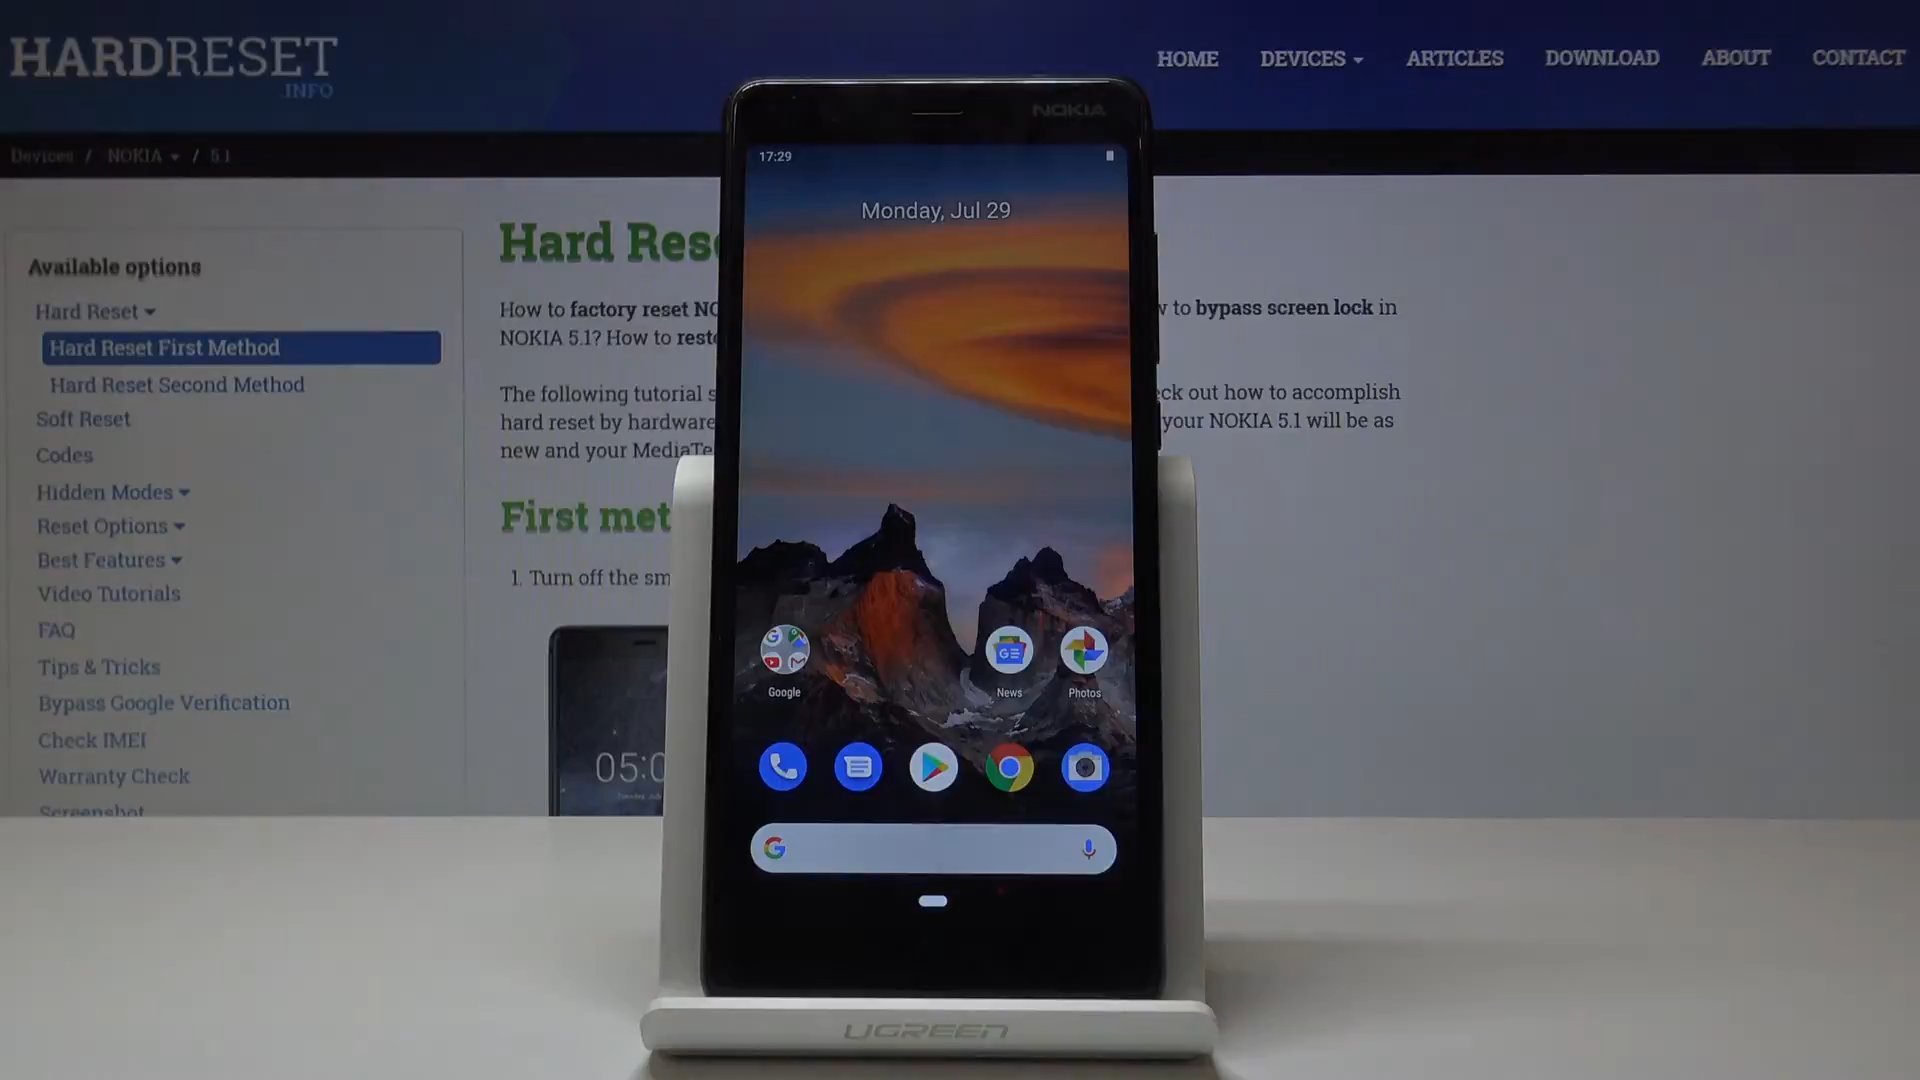 HARDRESET
.INFO
HOME DEVICES ARTICLES DOWNLOAD ABOUT CONTACT
Devices / NOKIA / 5.1
Available options
Hard Reset
Hard Reset First Method
Hard Reset Second Method
Soft Reset
Codes
Hidden Modes
Reset Options
Best Features
Video Tutorials
FAQ
Tips & Tricks
Bypass Google Verification
Check IMEI
Warranty Check
Screenshot
Hard Res
How to factory reset NO
to bypass screen lock in
NOKIA 5.1? How to rest
The following tutorial s
ck out how to accomplish
hard reset by hardware
your NOKIA 5.1 will be as
new and your MediaTe
First met
1. Turn off the sm
05:0
NOKIA
17:29
Monday, Jul 29
Google
News
Photos
UGREEN